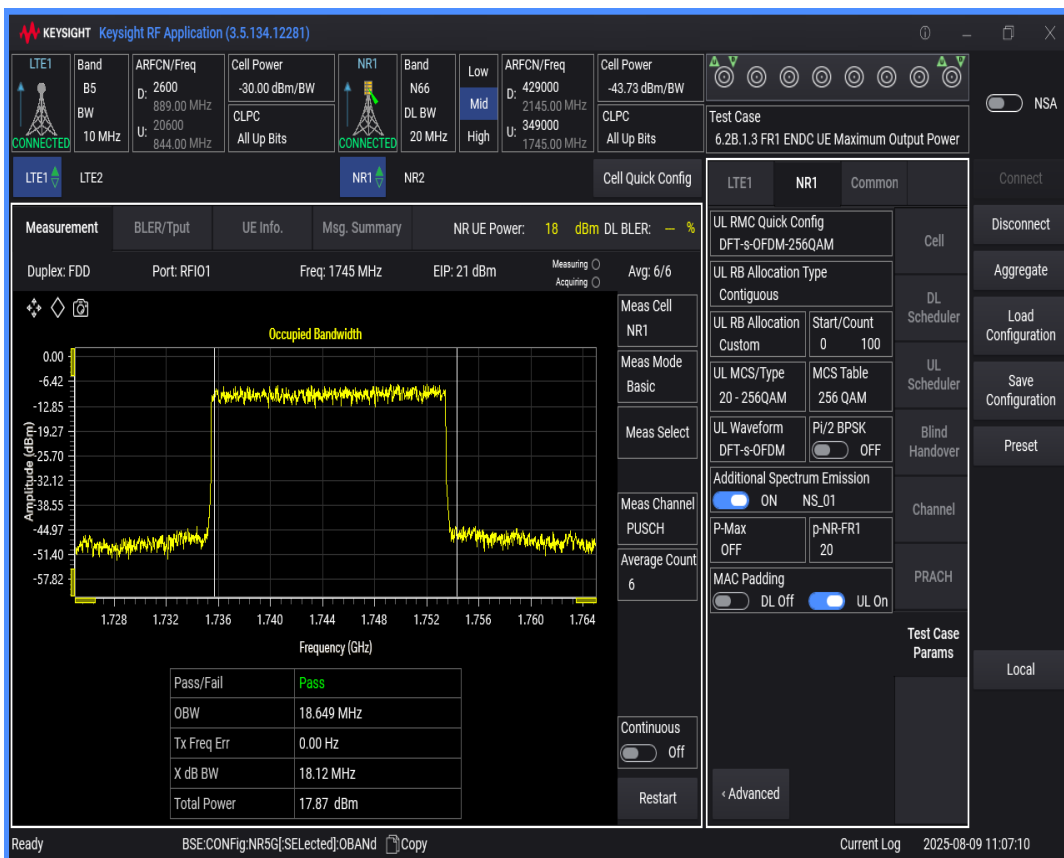 KEYSIGHT Keysight RF Application (3.5.134.12281)
LTE1
CONNECTED
Band
B5
BW
10 MHz
ARFCN/Freq
D: 2600
889.00 MHz
U: 20600
844.00 MHz
Cell Power
-30.00 dBm/BW
CLPC
All Up Bits
NR1
CONNECTED
Band
N66
DL BW
20 MHz
Low
Mid
High
ARFCN/Freq
D: 429000
2145.00 MHz
U: 349000
1745.00 MHz
Cell Power
-43.73 dBm/BW
CLPC
All Up Bits
Test Case
6.2B.1.3 FR1 ENDC UE Maximum Output Power
NSA
LTE1 LTE2
NR1 NR2
Cell Quick Config
Connect
Disconnect
Aggregate
Load
Configuration
Save
Configuration
Preset
Local
Measurement BLER/Tput UE Info. Msg. Summary NR UE Power: 18 dBm DL BLER: — %
Duplex: FDD Port: RFIO1 Freq: 1745 MHz EIP: 21 dBm Measuring Avg: 6/6
Acquiring
Occupied Bandwidth
Amplitude (dBm)
0.00
-6.42
-12.85
-19.27
-25.70
-32.12
-38.55
-44.97
-51.40
-57.82
1.728 1.732 1.736 1.740 1.744 1.748 1.752 1.756 1.760 1.764
Frequency (GHz)
Pass/Fail Pass
OBW 18.649 MHz
Tx Freq Err 0.00 Hz
X dB BW 18.12 MHz
Total Power 17.87 dBm
Meas Cell
NR1
Meas Mode
Basic
Meas Select
Meas Channel
PUSCH
Average Count
6
Continuous
Off
Restart
LTE1 NR1 Common
UL RMC Quick Config
DFT-s-OFDM-256QAM
UL RB Allocation Type
Contiguous
UL RB Allocation
Custom
Start/Count
0 100
UL MCS/Type
20 - 256QAM
MCS Table
256 QAM
UL Waveform
DFT-s-OFDM
Pi/2 BPSK
OFF
Additional Spectrum Emission
ON NS_01
P-Max
OFF
p-NR-FR1
20
MAC Padding
DL Off UL On
‹ Advanced
Cell
DL
Scheduler
UL
Scheduler
Blind
Handover
Channel
PRACH
Test Case
Params
Ready BSE:CONFig:NR5G[:SELected]:OBANd Copy Current Log 2025-08-09 11:07:10